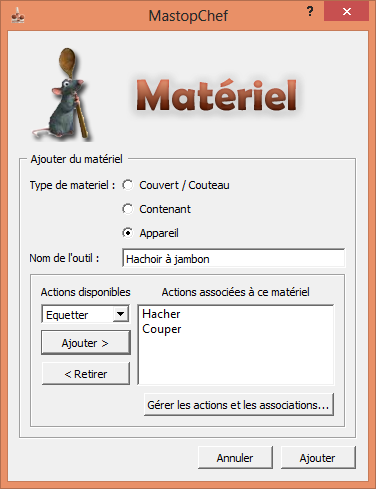 MastopChef
?
Matériel
Ajouter du matériel
Type de materiel :
Couvert / Couteau
Contenant
Appareil
Nom de l'outil :
Hachoir à jambon
Actions disponibles
Equetter
Ajouter >
< Retirer
Actions associées à ce matériel
Hacher
Couper
Gérer les actions et les associations...
Annuler
Ajouter